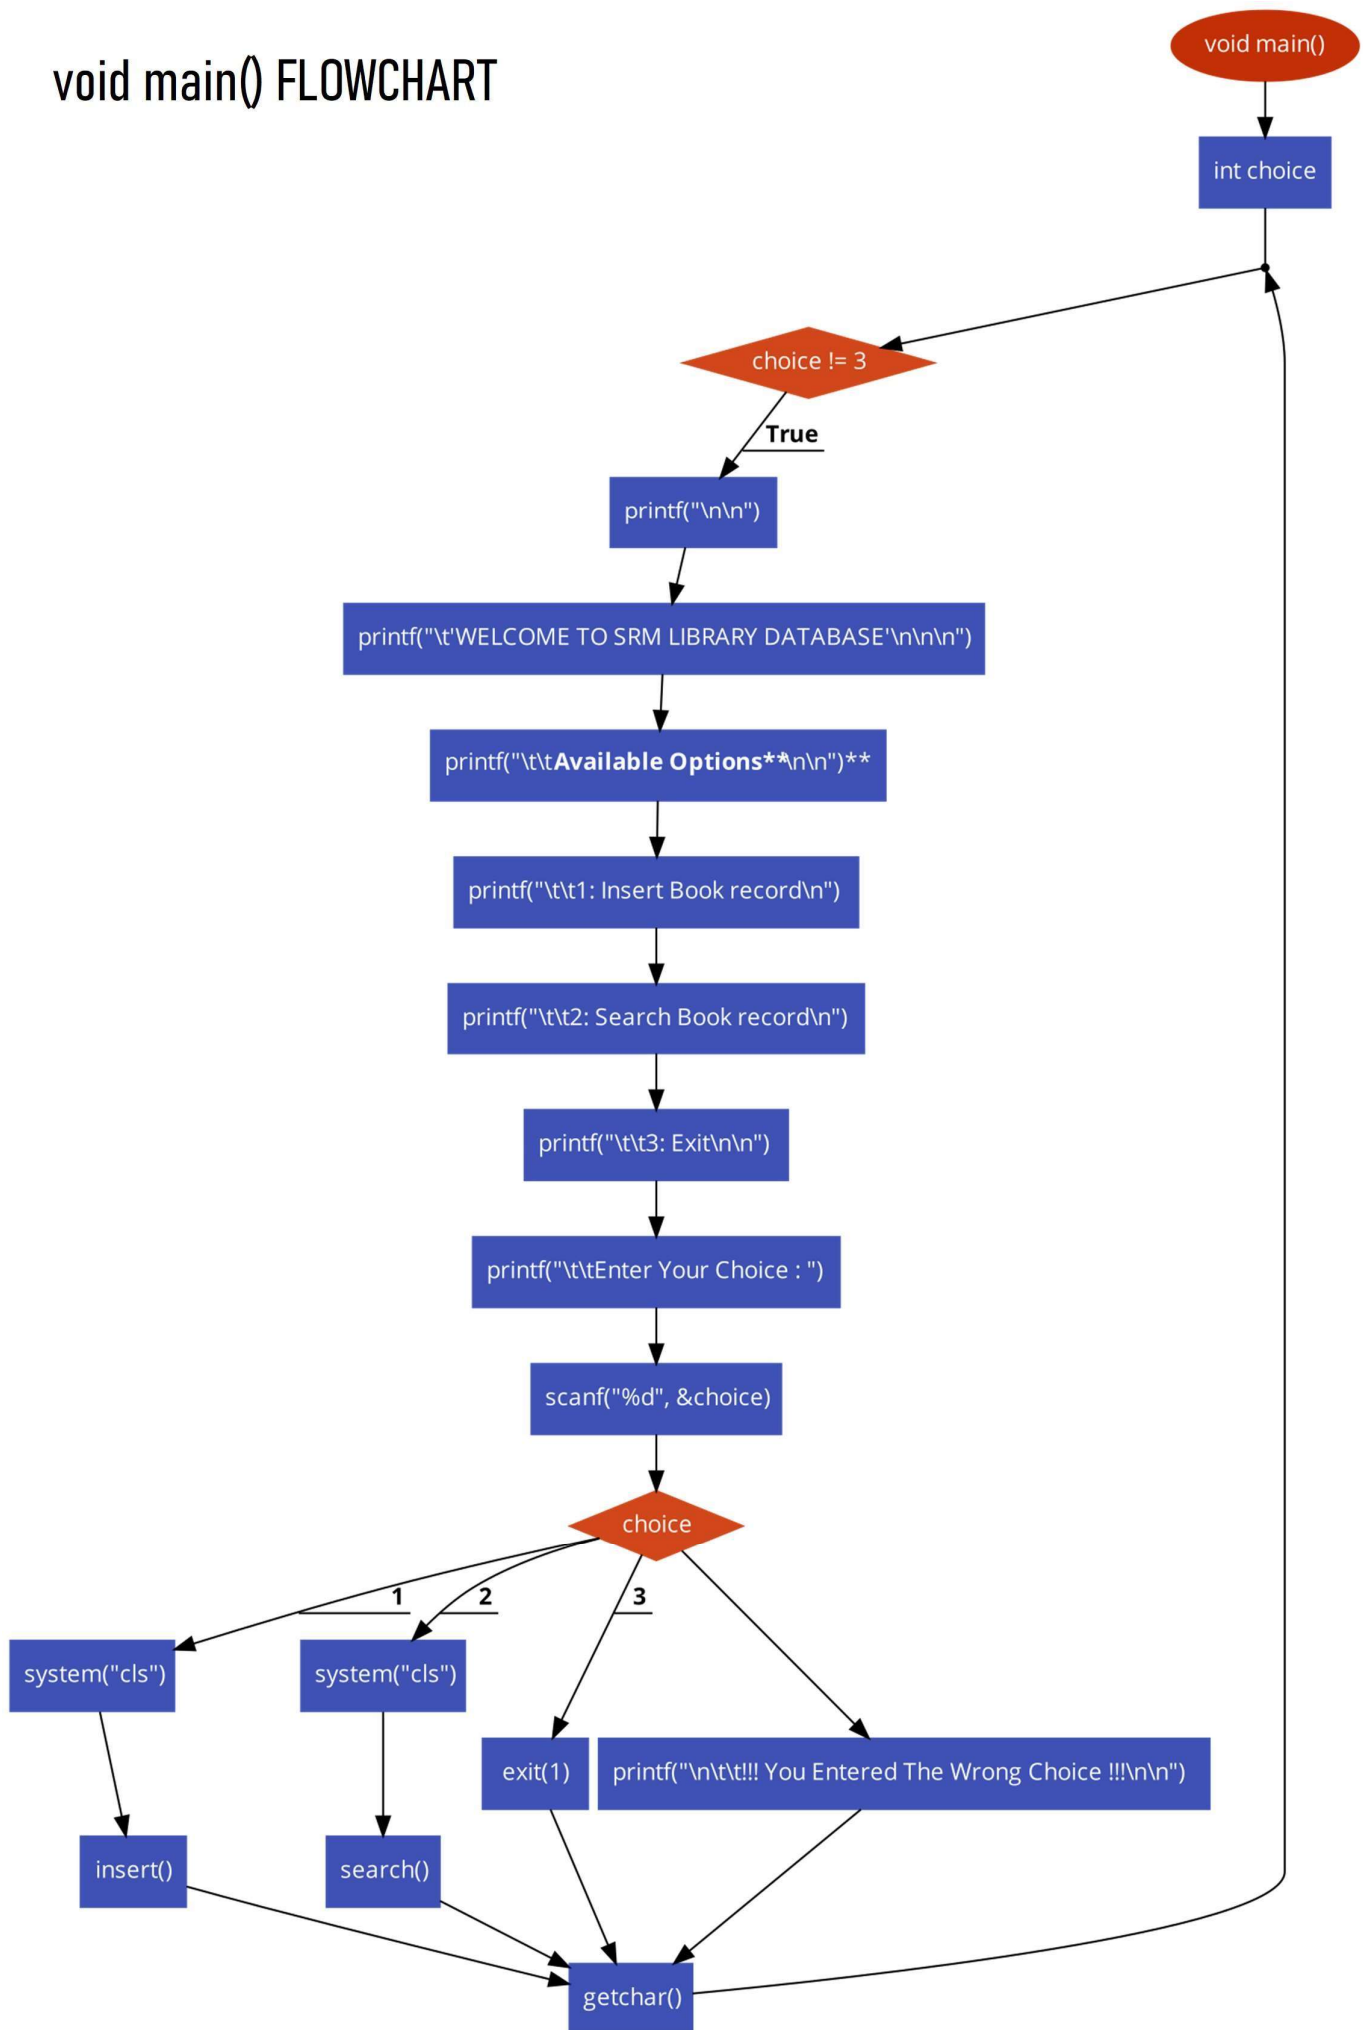 void main() FLOWCHART
void main()
int choice
choice != 3
True
printf("\n\n")
printf("\t'WELCOME TO SRM LIBRARY DATABASE'\n\n\n")
printf("\t\tAvailable Options**\n\n")**
printf("\t\t1: Insert Book record\n")
printf("\t\t2: Search Book record\n")
printf("\t\t3: Exit\n\n")
printf("\t\tEnter Your Choice : ")
scanf("%d", &choice)
choice
1
2
3
system("cls")
system("cls")
exit(1)
printf("\n\t\t!!! You Entered The Wrong Choice !!!\n\n")
insert()
search()
getchar()